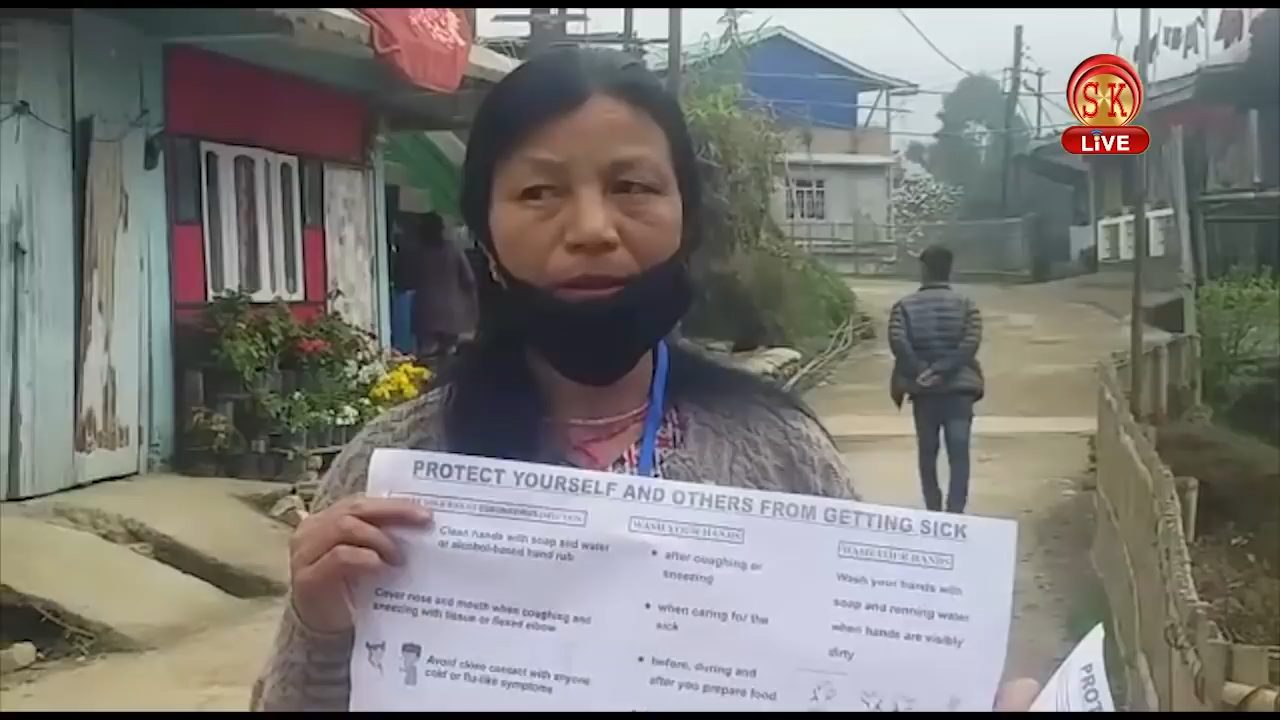 SK
LiVE
PROTECT YOURSELF AND OTHERS FROM GETTING SICK
Clean hands with soap and water
or alcohol-based hand rub
Cover nose and mouth when coughing and
sneezing with tissue or flexed elbow
Avoid close contact with anyone
cold or flu-like symptoms
WASH YOUR HANDS
• after coughing or
sneezing
• when caring for the
sick
• before, during and
after you prepare food
WASH YOUR HANDS
Wash your hands with
soap and running water
when hands are visibly
dirty
PROT